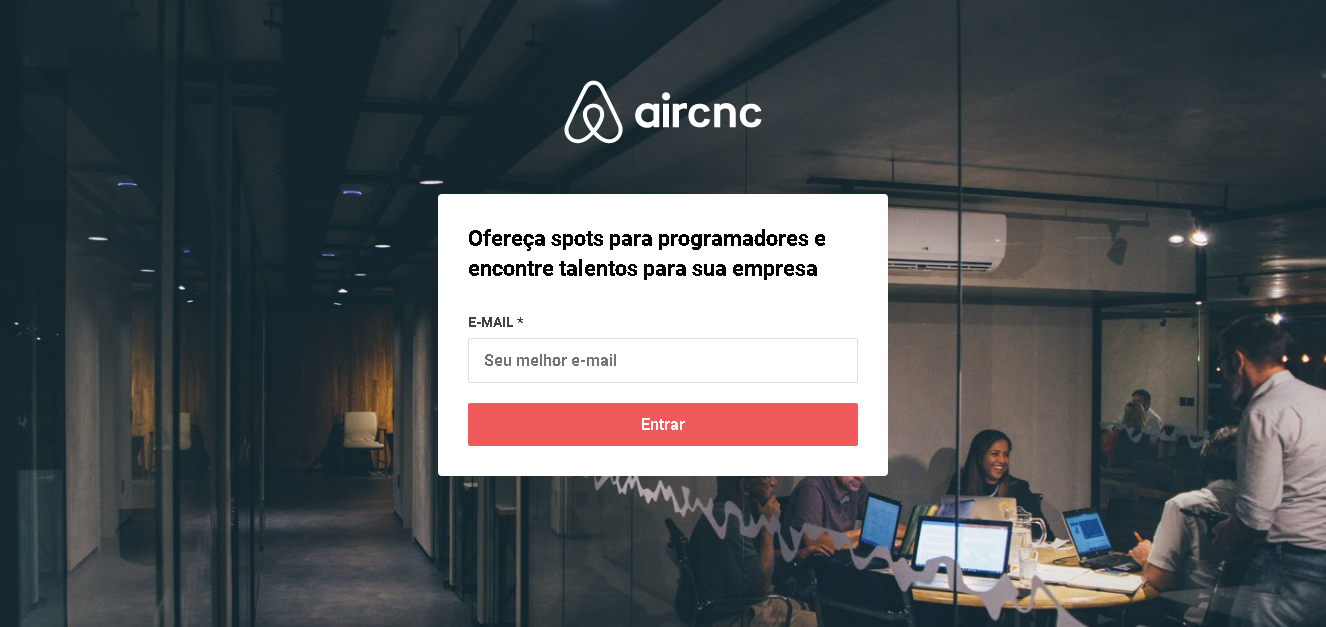 aircnc
Ofereça spots para programadores e
encontre talentos para sua empresa
E-MAIL *
Seu melhor e-mail
Entrar